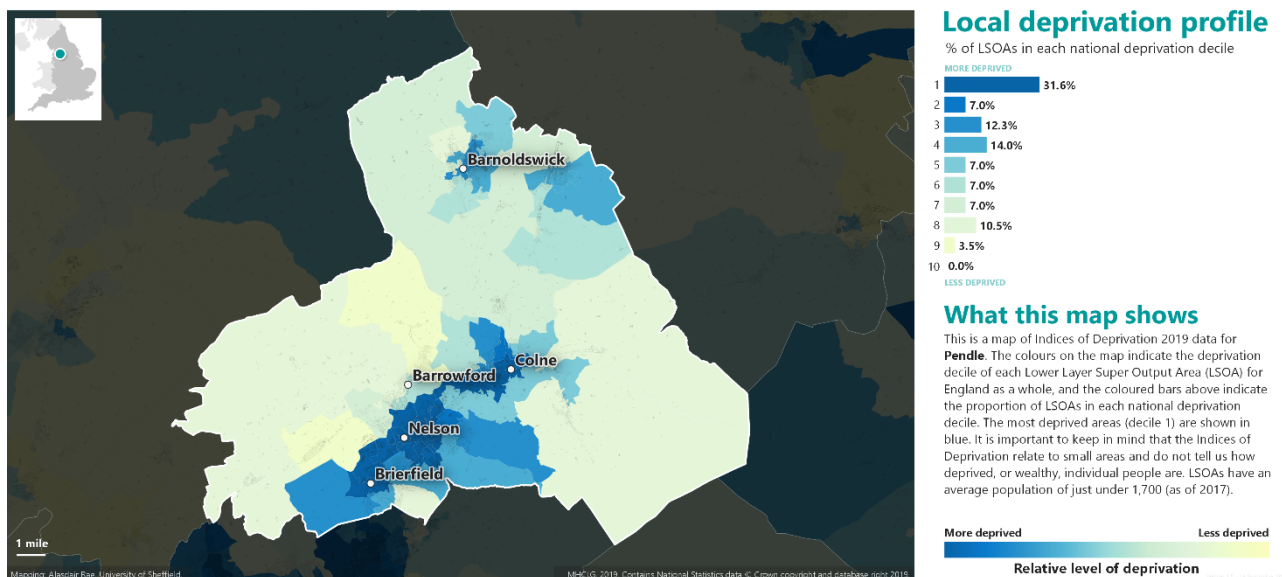 Local deprivation profile
% of LSOAs in each national deprivation decile
MORE DEPRIVED
1 31.6%
2 7.0%
3 12.3%
4 14.0%
5 7.0%
6 7.0%
7 7.0%
8 10.5%
9 3.5%
10 0.0%
LESS DEPRIVED
Barnoldswick
Colne
Barrowford
Nelson
Brierfield
What this map shows
This is a map of Indices of Deprivation 2019 data for
Pendle. The colours on the map indicate the deprivation
decile of each Lower Layer Super Output Area (LSOA) for
England as a whole, and the coloured bars above indicate
the proportion of LSOAs in each national deprivation
decile. The most deprived areas (decile 1) are shown in
blue. It is important to keep in mind that the Indices of
Deprivation relate to small areas and do not tell us how
deprived, or wealthy, individual people are. LSOAs have an
average population of just under 1,700 (as of 2017).
More deprived Less deprived
Relative level of deprivation
1 mile
Mapping: Alasdair Rae, University of Sheffield.
MHCLG, 2019. Contains National Statistics data © Crown copyright and database right 2019.